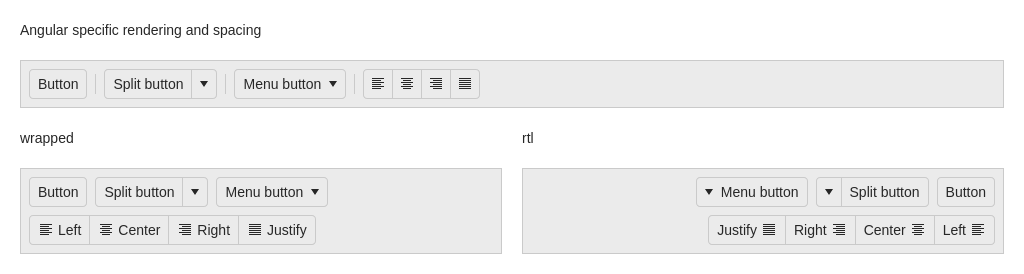 Angular specific rendering and spacing
Button Split button Menu button
wrapped
Button Split button Menu button
Left Center Right Justify
rtl
Menu button Split button Button
Justify Right Center Left